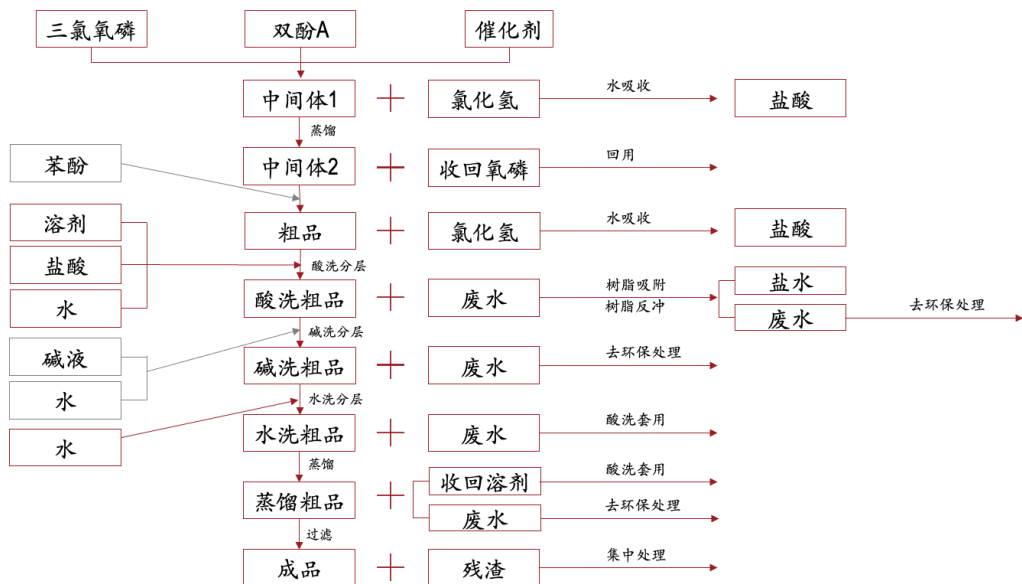 三氯氧磷
双酚A
催化剂
中间体1
氯化氢
水吸收
盐酸
蒸馏
苯酚
中间体2
收回氧磷
回用
溶剂
粗品
氯化氢
水吸收
盐酸
盐酸
酸洗分层
水
酸洗粗品
废水
树脂吸附
树脂反冲
盐水
废水
去环保处理
碱洗分层
碱液
碱洗粗品
废水
去环保处理
水
水洗分层
水
水洗粗品
废水
酸洗套用
蒸馏
蒸馏粗品
收回溶剂
酸洗套用
废水
去环保处理
过滤
成品
残渣
集中处理